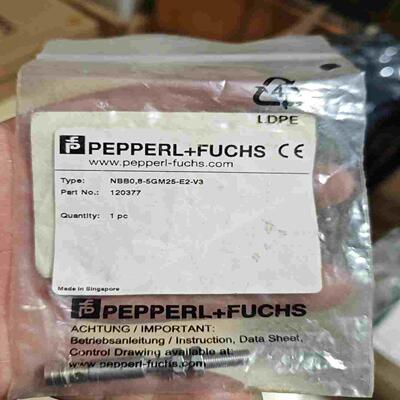 4
LDPE
PEPPERL+FUCHS CE
www.pepperl-fuchs.com
Type: NBB0,8-5GM25-E2-V3
Part No.: 120377
Quantity: 1 pc
Made in Singapore
PEPPERL+FUCHS
ACHTUNG / IMPORTANT:
Betriebsanleitung / Instruction, Data Sheet,
Control Drawing available at
www.pepperl-fuchs.com